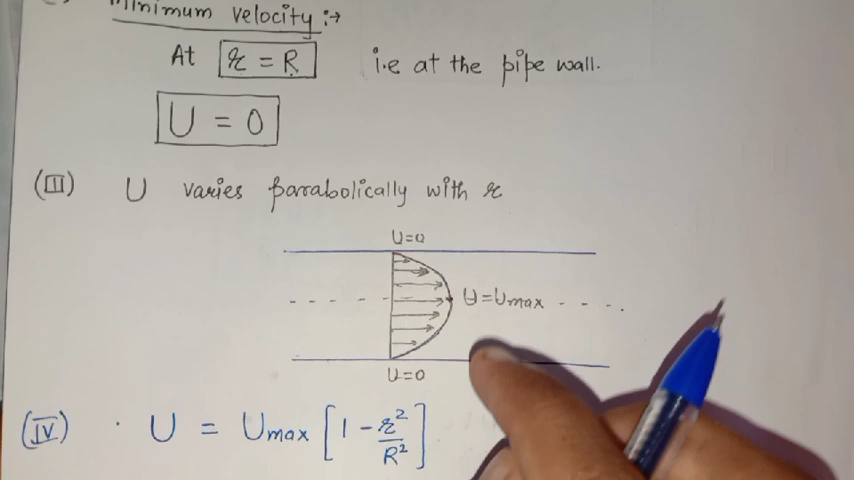 Minimum velocity :→
At r = R i.e at the pipe wall.
U = 0
(III) U varies parabolically with r
U=0
U=Umax
U=0
(IV) U = Umax [1 - r²/R²]